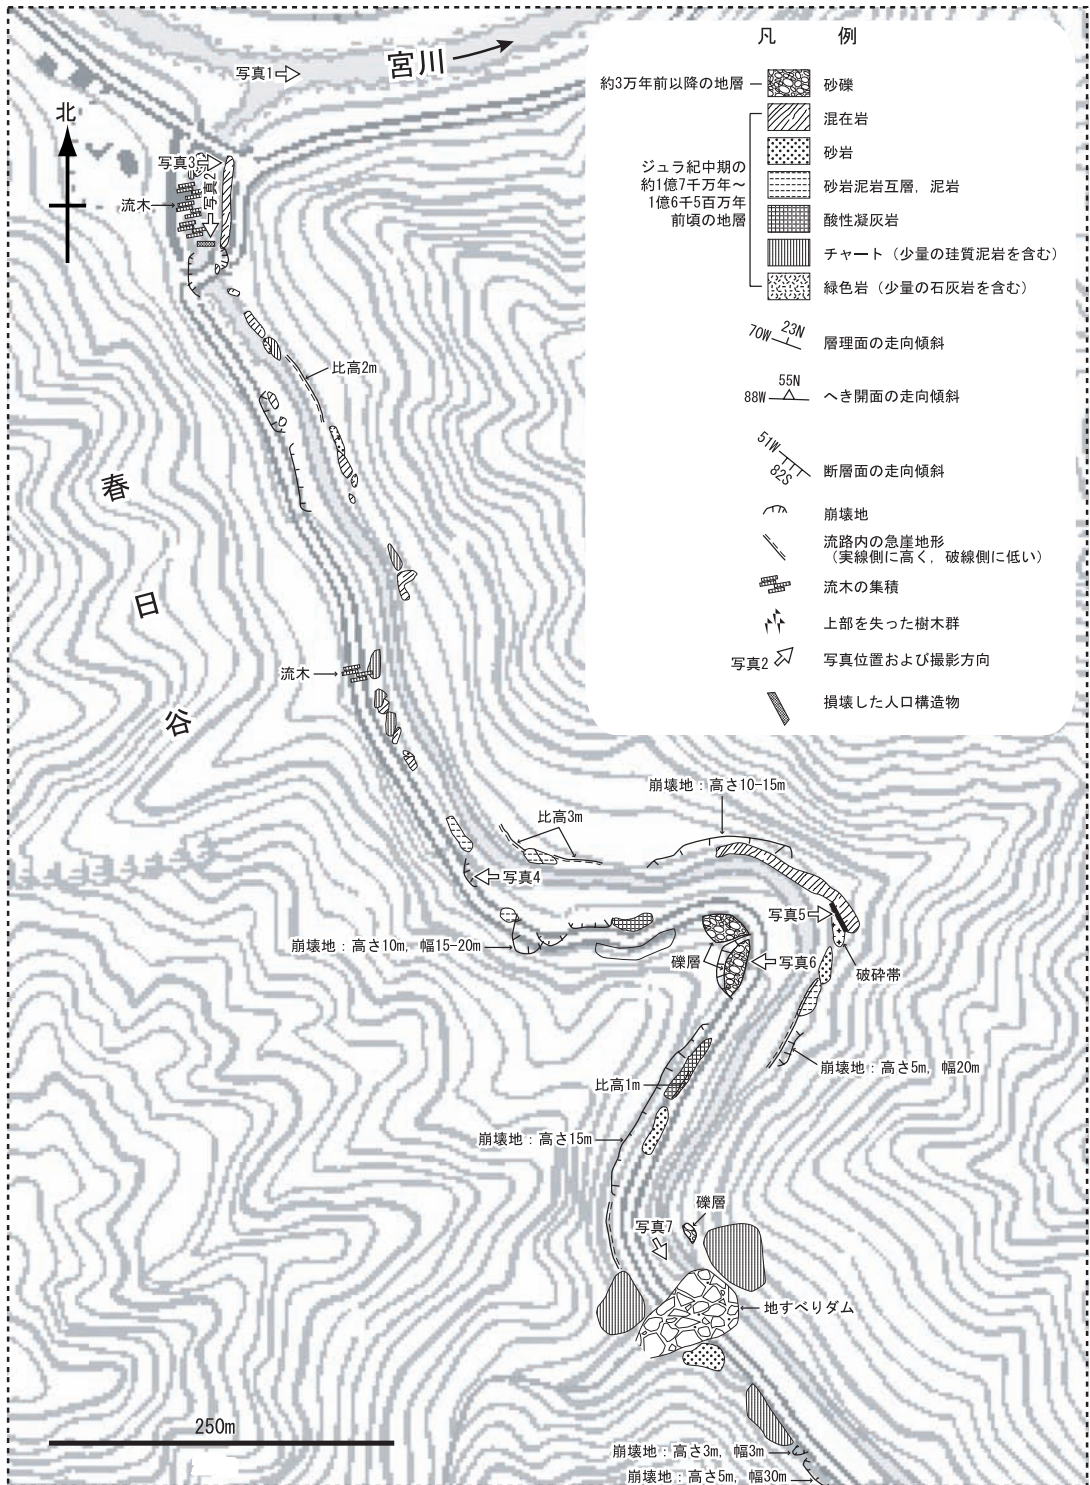 宮川
写真1
北
写真3
写真2
流木
比高2m
春
日
谷
流木
崩壊地：高さ10-15m
比高3m
写真4
写真5
崩壊地：高さ10m，幅15-20m
礫層
写真6
破砕帯
崩壊地：高さ5m，幅20m
比高1m
崩壊地：高さ15m
礫層
写真7
地すべりダム
250m
崩壊地：高さ3m，幅3m
崩壊地：高さ5m，幅30m
凡 例
約3万年前以降の地層
砂礫
混在岩
砂岩
ジュラ紀中期の
約1億7千万年～
1億6千5百万年
前頃の地層
砂岩泥岩互層，泥岩
酸性凝灰岩
チャート（少量の珪質泥岩を含む）
緑色岩（少量の石灰岩を含む）
70W 23N
層理面の走向傾斜
88W 55N
へき開面の走向傾斜
51W 82S
断層面の走向傾斜
崩壊地
流路内の急崖地形
（実線側に高く，破線側に低い）
流木の集積
上部を失った樹木群
写真2
写真位置および撮影方向
損壊した人口構造物